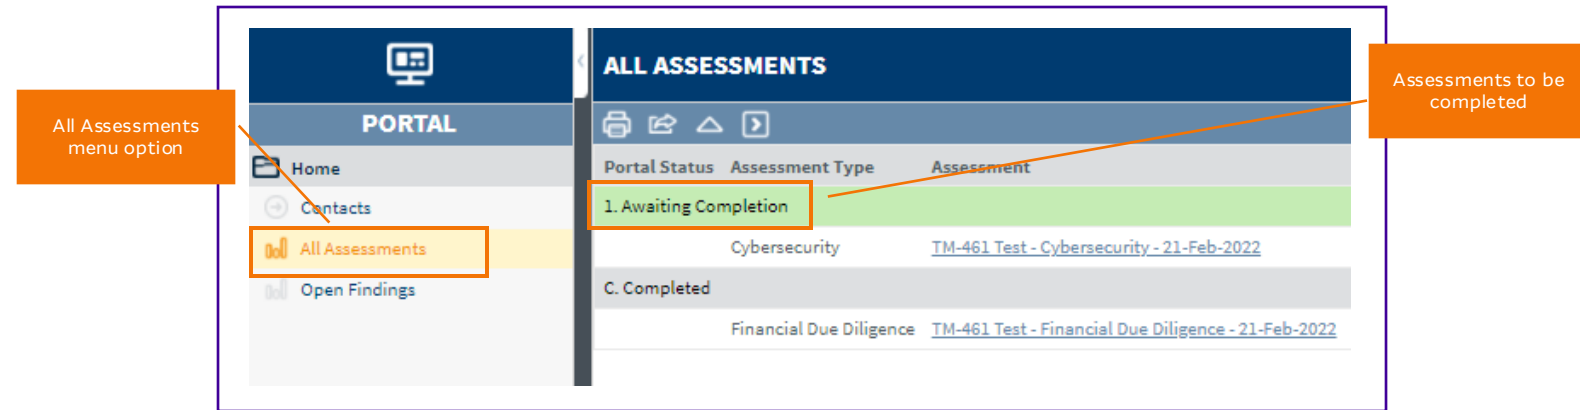 All Assessments
menu option
PORTAL
Home
Contacts
All Assessments
Open Findings
ALL ASSESSMENTS
Portal Status Assessment Type Assessment
1. Awaiting Completion
Cybersecurity TM-461 Test - Cybersecurity - 21-Feb-2022
C. Completed
Financial Due Diligence TM-461 Test - Financial Due Diligence - 21-Feb-2022
Assessments to be
completed